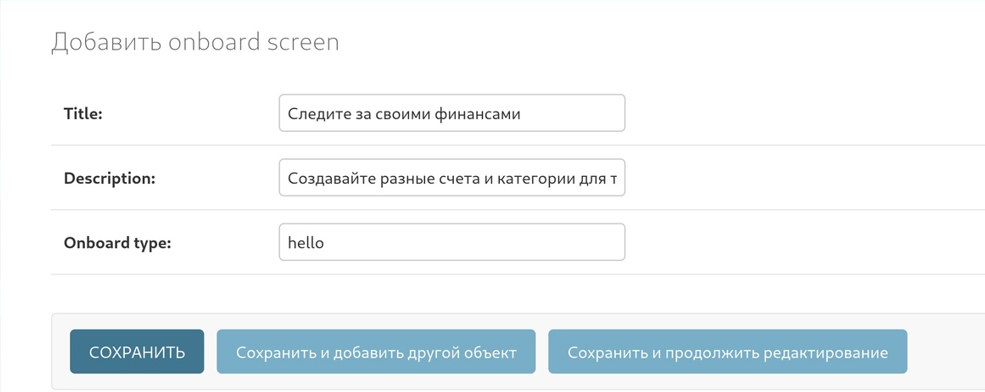 Добавить onboard screen
Title: Следите за своими финансами
Description: Создавайте разные счета и категории для т
Onboard type: hello
СОХРАНИТЬ Сохранить и добавить другой объект Сохранить и продолжить редактирование